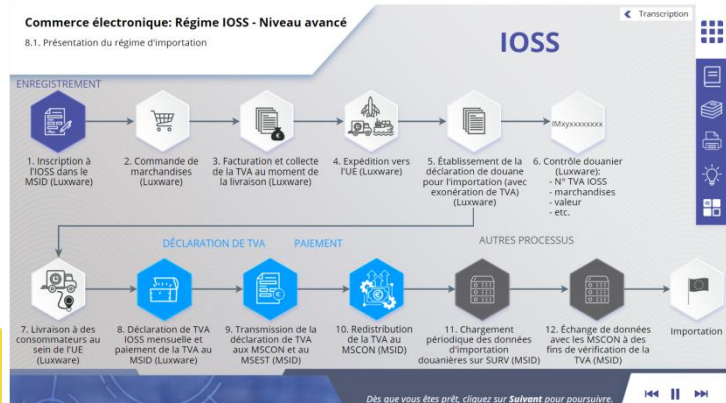 Commerce électronique: Régime IOSS - Niveau avancé
8.1. Présentation du régime d'importation
IOSS
Transcription
ENREGISTREMENT
IMxyxxxxxxxx
1. Inscription à
l'IOSS dans le
MSID (Luxware)
2. Commande de
marchandises
(Luxware)
3. Facturation et collecte
de la TVA au moment de
la livraison (Luxware)
4. Expédition vers
l'UE (Luxware)
5. Établissement de la
déclaration de douane
pour l'importation (avec
exonération de TVA)
(Luxware)
6. Contrôle douanier
(Luxware):
- N° TVA IOSS
- marchandises
- valeur
- etc.
DÉCLARATION DE TVA
PAIEMENT
AUTRES PROCESSUS
7. Livraison à des
consommateurs au
sein de l'UE
(Luxware)
8. Déclaration de TVA
IOSS mensuelle et
paiement de la TVA au
MSID (Luxware)
9. Transmission de la
déclaration de TVA
aux MSCON et au
MSEST (MSID)
10. Redistribution
de la TVA au
MSCON (MSID)
11. Chargement
périodique des données
d'importation
douanières sur SURV (MSID)
12. Échange de données
avec les MSCON à des
fins de vérification de la
TVA (MSID)
Importation
Dès que vous êtes prêt, cliquez sur Suivant pour poursuivre.